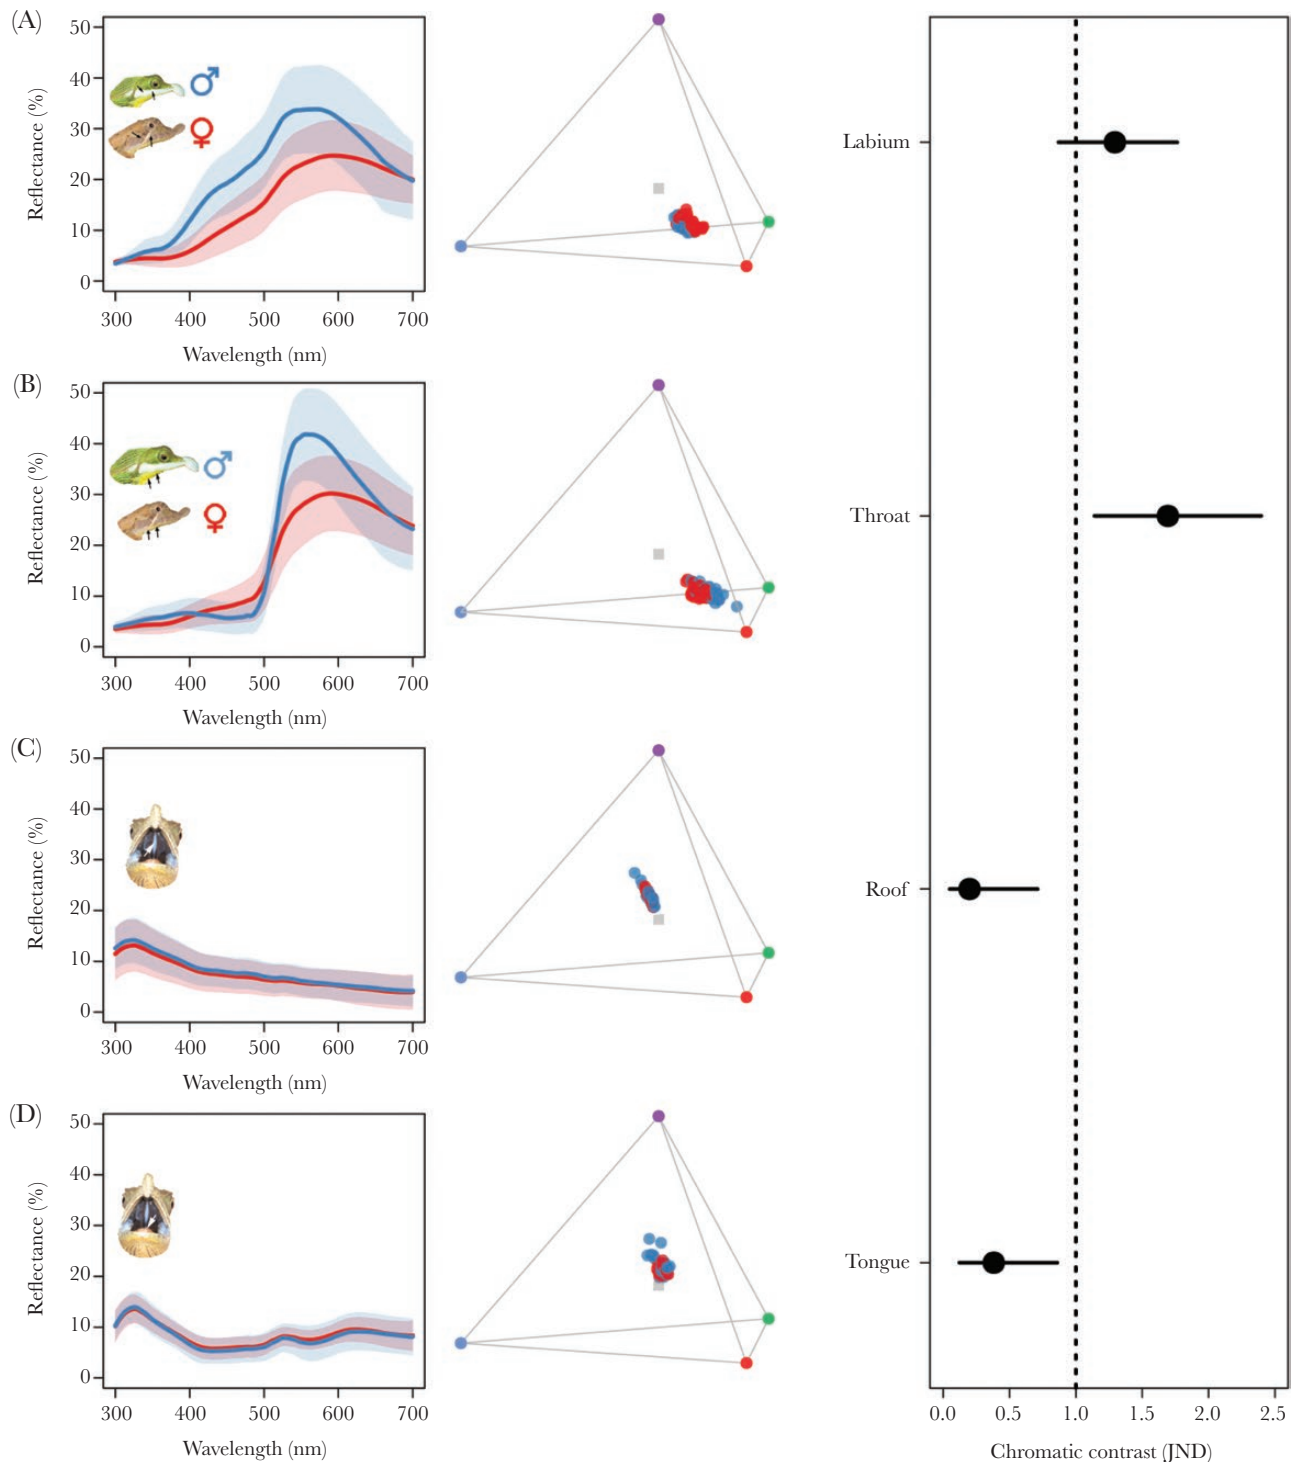 (A)
50
40
30
20
10
0
Reflectance (%)
♂
♀
300 400 500 600 700
Wavelength (nm)
(B)
50
40
30
20
10
0
Reflectance (%)
♂
♀
300 400 500 600 700
Wavelength (nm)
(C)
50
40
30
20
10
0
Reflectance (%)
300 400 500 600 700
Wavelength (nm)
(D)
50
40
30
20
10
0
Reflectance (%)
300 400 500 600 700
Wavelength (nm)
Labium
Throat
Roof
Tongue
0.0 0.5 1.0 1.5 2.0 2.5
Chromatic contrast (JND)